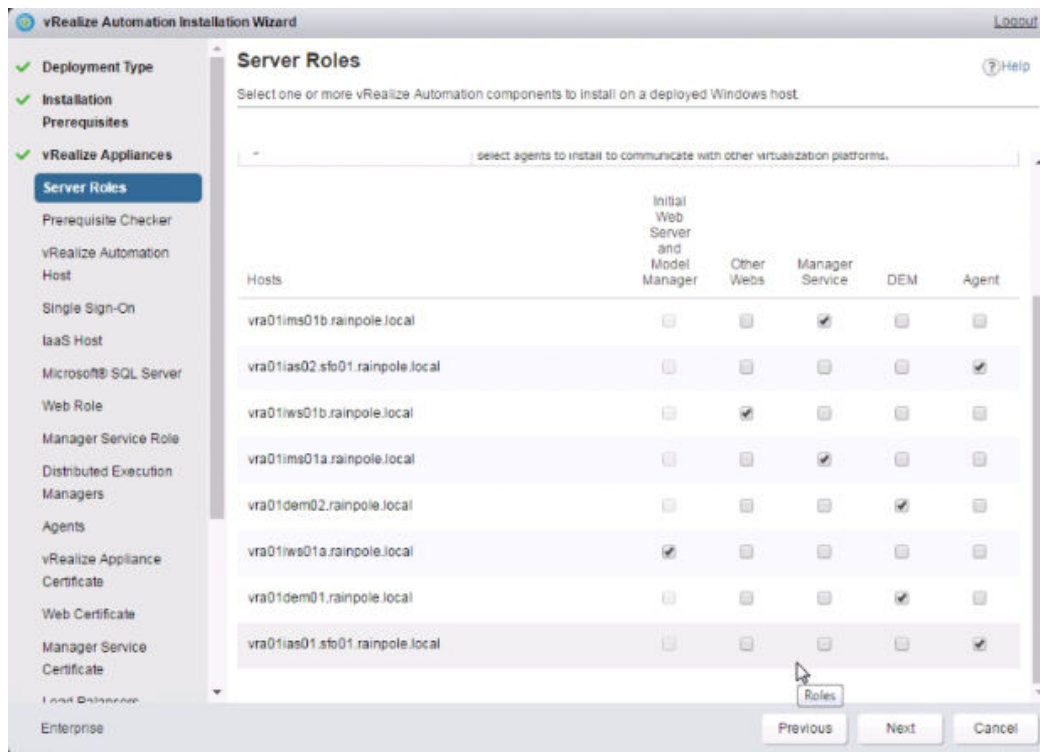 vRealize Automation Installation Wizard
Logout
Deployment Type
Installation
Prerequisites
vRealize Appliances
Server Roles
Prerequisite Checker
vRealize Automation
Host
Single Sign-On
IaaS Host
Microsoft® SQL Server
Web Role
Manager Service Role
Distributed Execution
Managers
Agents
vRealize Appliance
Certificate
Web Certificate
Manager Service
Certificate
Load Balancers
Server Roles
? Help
Select one or more vRealize Automation components to install on a deployed Windows host.
select agents to install to communicate with other virtualization platforms.
Hosts
Initial
Web
Server
and
Model
Manager
Other
Webs
Manager
Service
DEM
Agent
vra01ims01b.rainpole.local
vra01ias02.sfo01.rainpole.local
vra01iws01b.rainpole.local
vra01ims01a.rainpole.local
vra01dem02.rainpole.local
vra01iws01a.rainpole.local
vra01dem01.rainpole.local
vra01ias01.sfo01.rainpole.local
Roles
Enterprise
Previous
Next
Cancel